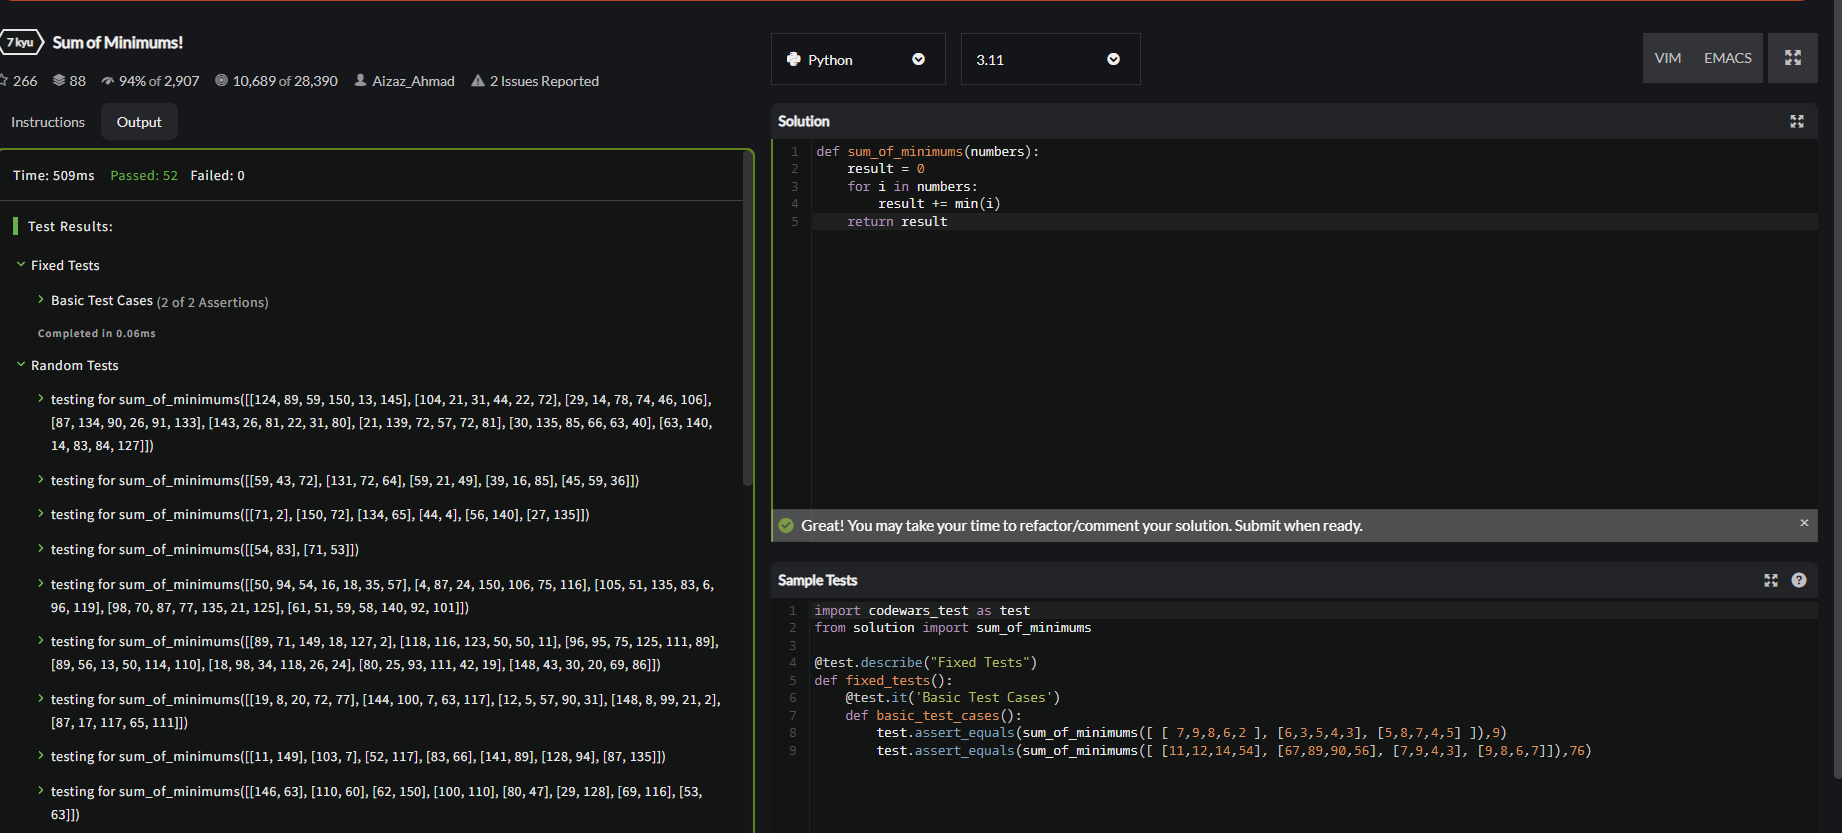 7 kyu Sum of Minimums!
266 88 94% of 2,907 10,689 of 28,390 Aizaz_Ahmad 2 Issues Reported
Instructions Output
Time: 509ms Passed: 52 Failed: 0
Test Results:
Fixed Tests
Basic Test Cases (2 of 2 Assertions)
Completed in 0.06ms
Random Tests
testing for sum_of_minimums([[124, 89, 59, 150, 13, 145], [104, 21, 31, 44, 22, 72], [29, 14, 78, 74, 46, 106],
[87, 134, 90, 26, 91, 133], [143, 26, 81, 22, 31, 80], [21, 139, 72, 57, 72, 81], [30, 135, 85, 66, 63, 40], [63, 140,
14, 83, 84, 127]])
testing for sum_of_minimums([[59, 43, 72], [131, 72, 64], [59, 21, 49], [39, 16, 85], [45, 59, 36]])
testing for sum_of_minimums([[71, 2], [150, 72], [134, 65], [44, 4], [56, 140], [27, 135]])
testing for sum_of_minimums([[54, 83], [71, 53]])
testing for sum_of_minimums([[50, 94, 54, 16, 18, 35, 57], [4, 87, 24, 150, 106, 75, 116], [105, 51, 135, 83, 6,
96, 119], [98, 70, 87, 77, 135, 21, 125], [61, 51, 59, 58, 140, 92, 101]])
testing for sum_of_minimums([[89, 71, 149, 18, 127, 2], [118, 116, 123, 50, 50, 11], [96, 95, 75, 125, 111, 89],
[89, 56, 13, 50, 114, 110], [18, 98, 34, 118, 26, 24], [80, 25, 93, 111, 42, 19], [148, 43, 30, 20, 69, 86]])
testing for sum_of_minimums([[19, 8, 20, 72, 77], [144, 100, 7, 63, 117], [12, 5, 57, 90, 31], [148, 8, 99, 21, 2],
[87, 17, 117, 65, 111]])
testing for sum_of_minimums([[11, 149], [103, 7], [52, 117], [83, 66], [141, 89], [128, 94], [87, 135]])
testing for sum_of_minimums([[146, 63], [110, 60], [62, 150], [100, 110], [80, 47], [29, 128], [69, 116], [53,
63]])
Python 3.11 VIM EMACS
Solution
1 def sum_of_minimums(numbers):
2 result = 0
3 for i in numbers:
4 result += min(i)
5 return result
Great! You may take your time to refactor/comment your solution. Submit when ready. ×
Sample Tests ?
1 import codewars_test as test
2 from solution import sum_of_minimums
3
4 @test.describe("Fixed Tests")
5 def fixed_tests():
6 @test.it('Basic Test Cases')
7 def basic_test_cases():
8 test.assert_equals(sum_of_minimums([ [ 7,9,8,6,2 ], [6,3,5,4,3], [5,8,7,4,5] ]),9)
9 test.assert_equals(sum_of_minimums([ [11,12,14,54], [67,89,90,56], [7,9,4,3], [9,8,6,7]]),76)